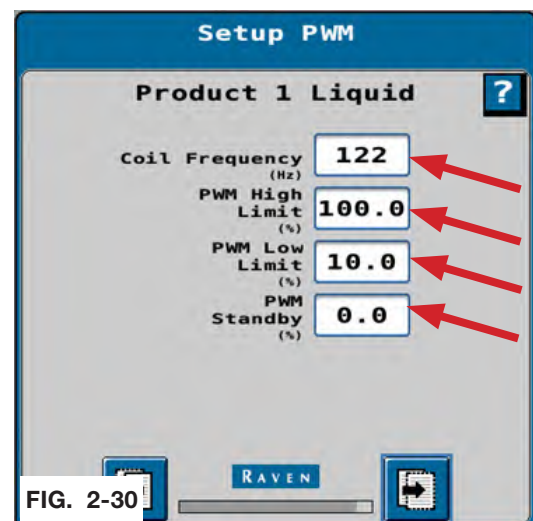 Setup PWM
Product 1 Liquid
?
Coil Frequency 122
(Hz)
PWM High
Limit 100.0
(%)
PWM Low
Limit 10.0
(%)
PWM
Standby 0.0
(%)
RAVEN
FIG. 2-30